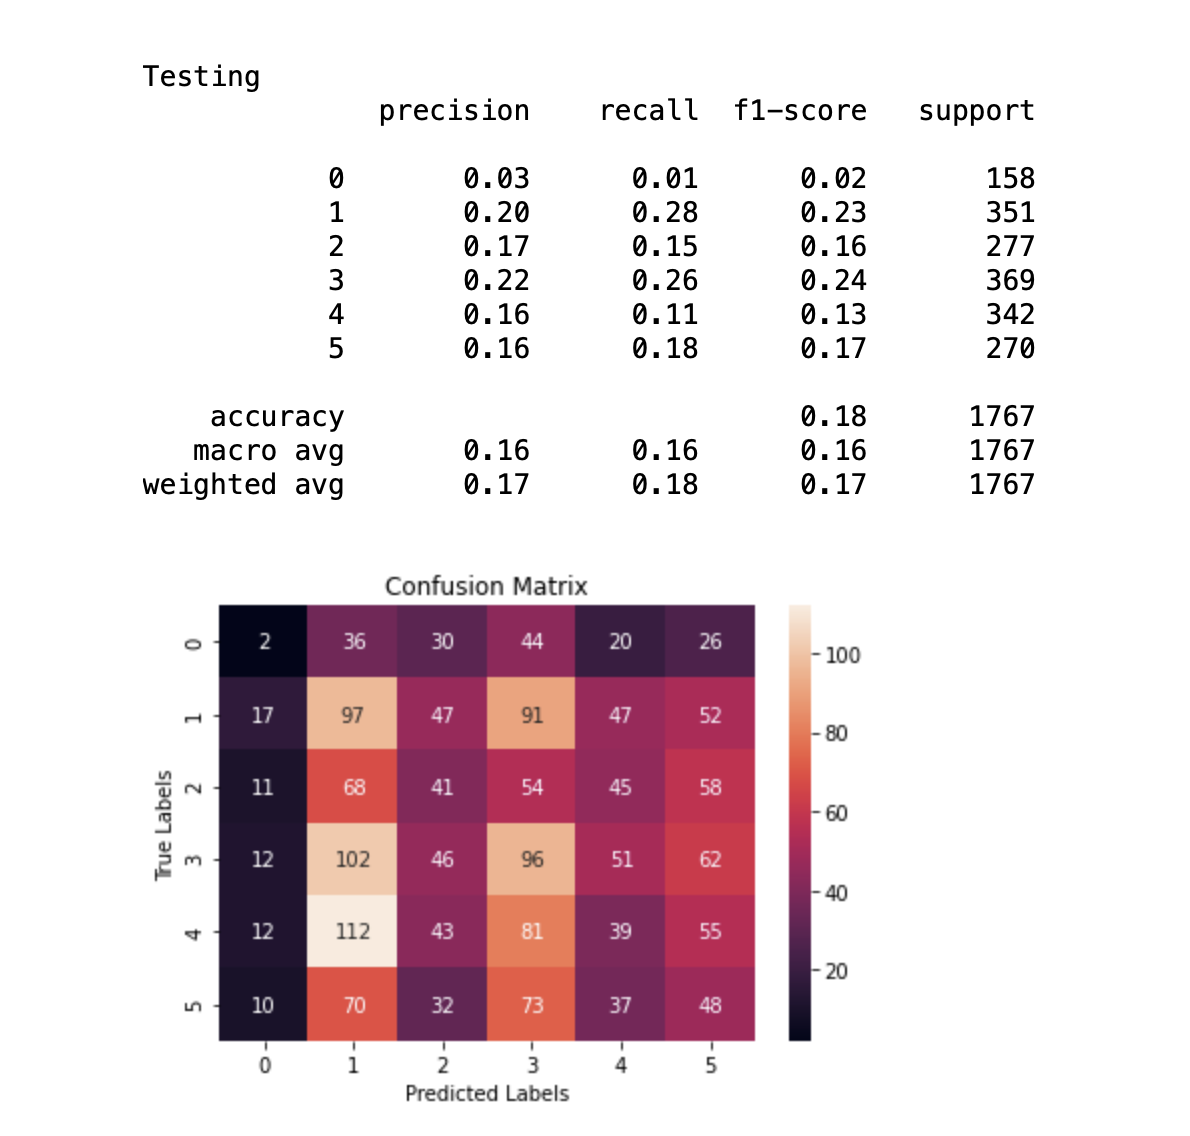 Testing
precision recall f1-score support
0 0.03 0.01 0.02 158
1 0.20 0.28 0.23 351
2 0.17 0.15 0.16 277
3 0.22 0.26 0.24 369
4 0.16 0.11 0.13 342
5 0.16 0.18 0.17 270
accuracy 0.18 1767
macro avg 0.16 0.16 0.16 1767
weighted avg 0.17 0.18 0.17 1767
Confusion Matrix
0 2 36 30 44 20 26
1 17 97 47 91 47 52
2 11 68 41 54 45 58
3 12 102 46 96 51 62
4 12 112 43 81 39 55
5 10 70 32 73 37 48
0 1 2 3 4 5
Predicted Labels
True Labels
100
80
60
40
20